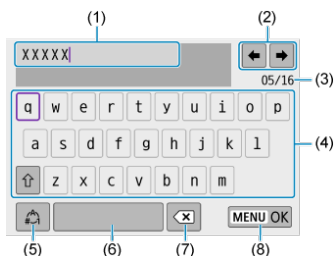 (1) (2)
XXXXX
05/16 (3)
q w e r t y u i o p
a s d f g h j k l (4)
z x c v b n m
MENU OK
(5) (6) (7) (8)